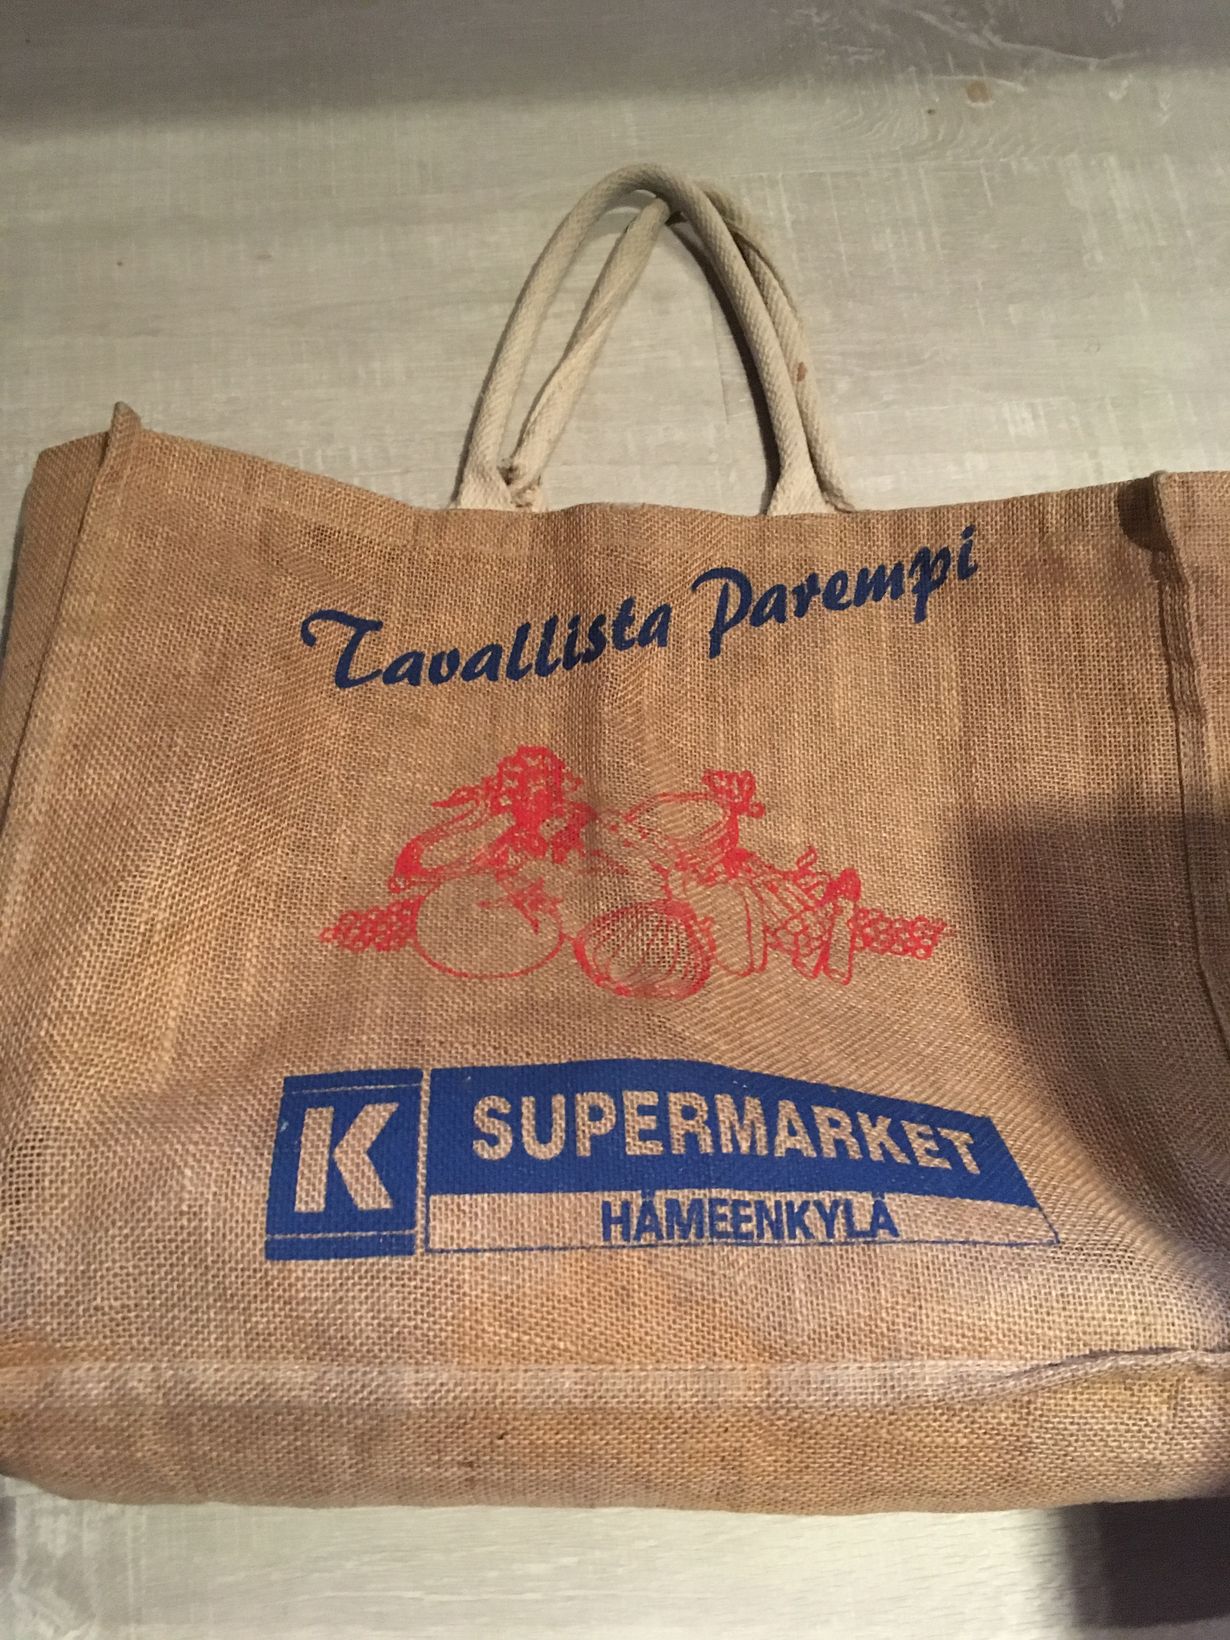 Tavallista Parempi
K SUPERMARKET
HÄMEENKYLÄ